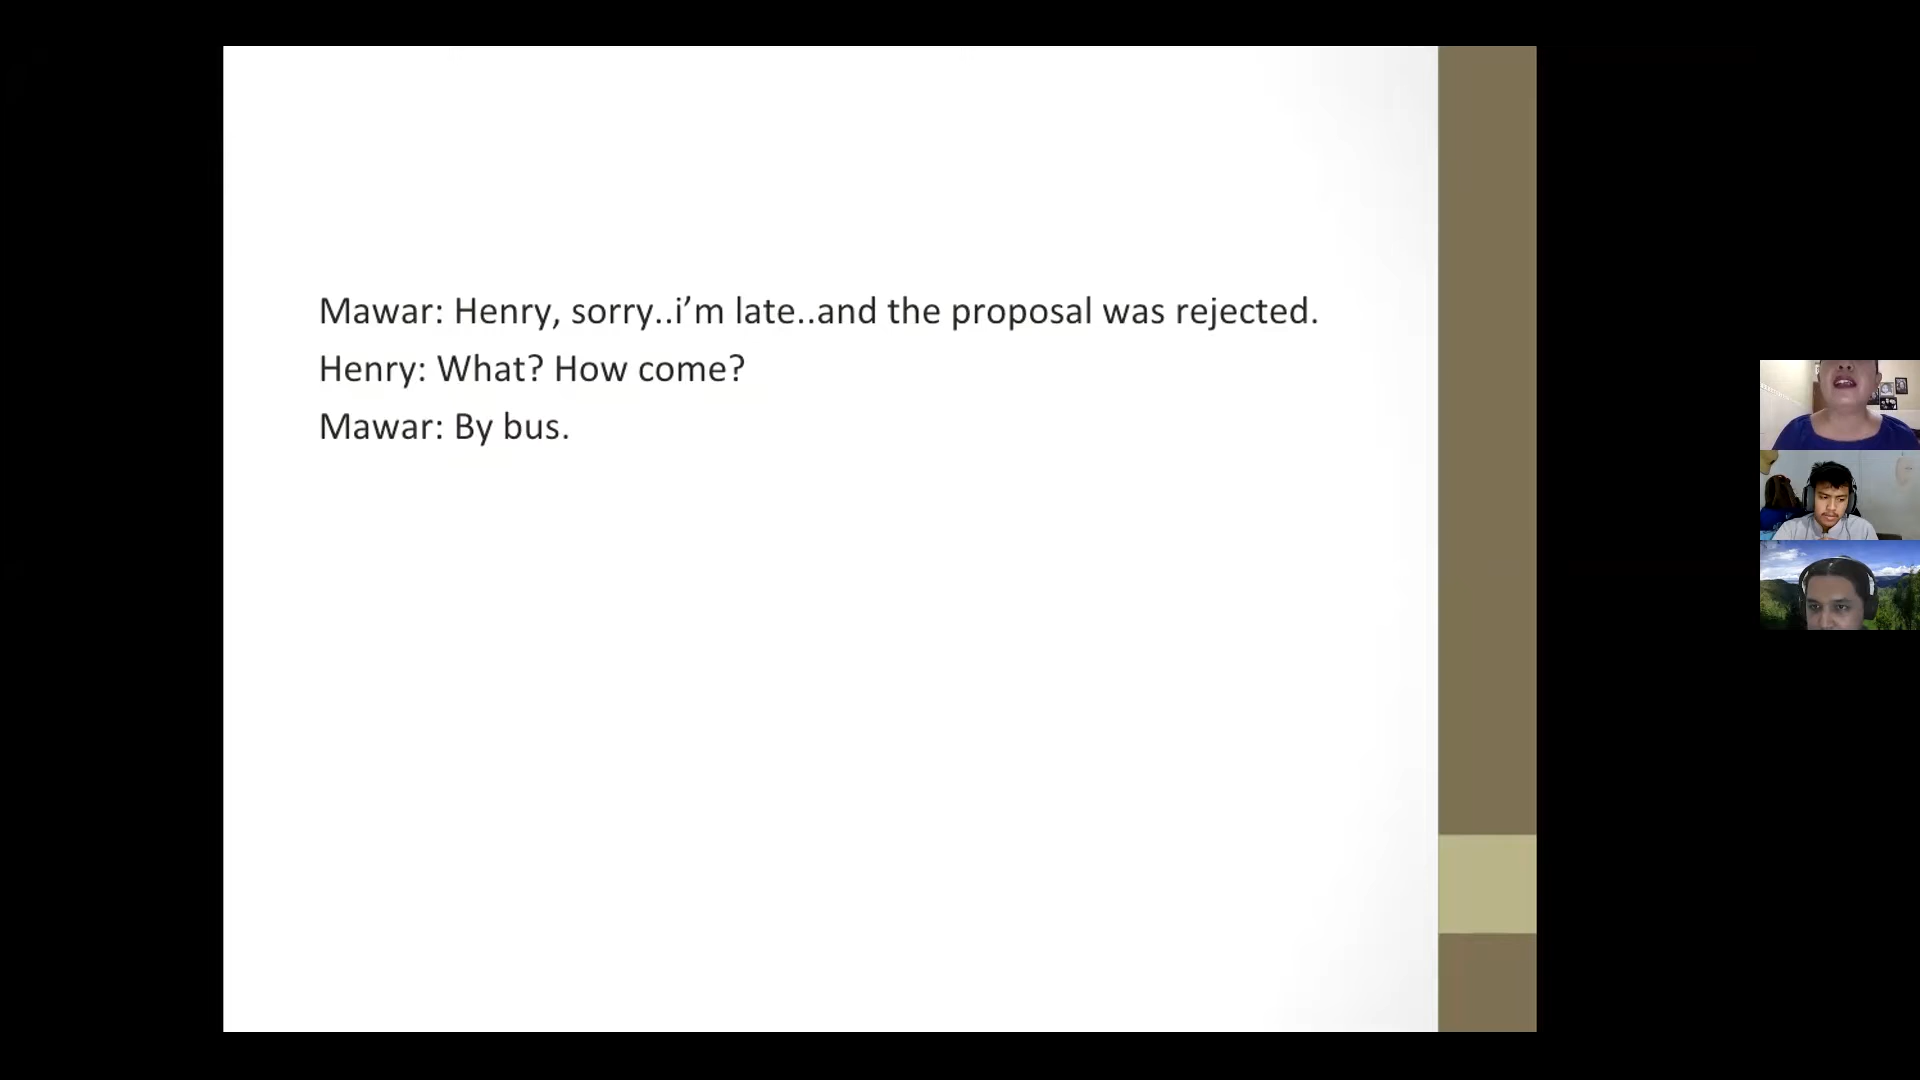 Mawar: Henry, sorry..i’m late..and the proposal was rejected.
Henry: What? How come?
Mawar: By bus.